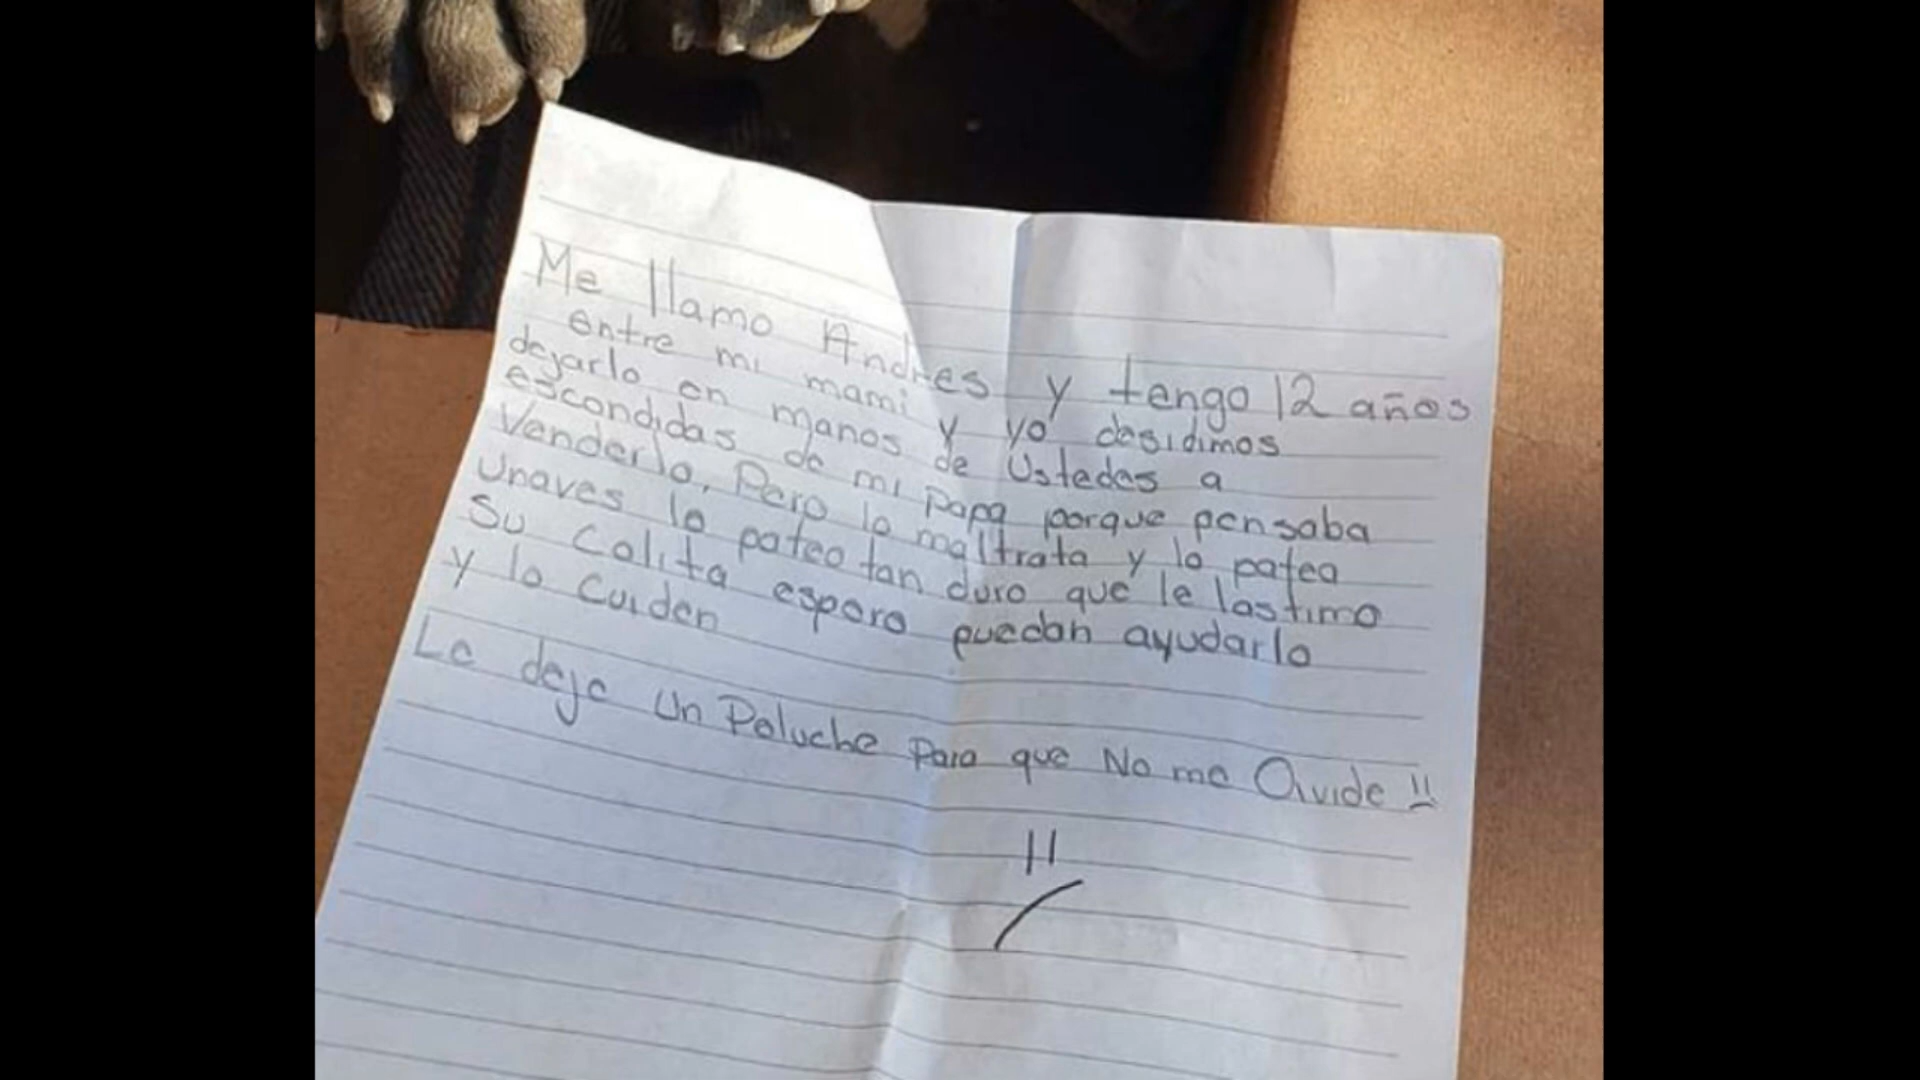 Me llamo Andres y tengo 12 años
entre mi mami y yo desidimos
dejarlo en manos de Ustedes a
escondidas de mi papa porque pensaba
Venderlo, Pero lo maltrata y lo patea
Unaves lo pateo tan duro que le lastimo
Su Colita espero puedan ayudarlo
y lo Cuiden
Le dejo Un Peluche Para que No me Olvide !!